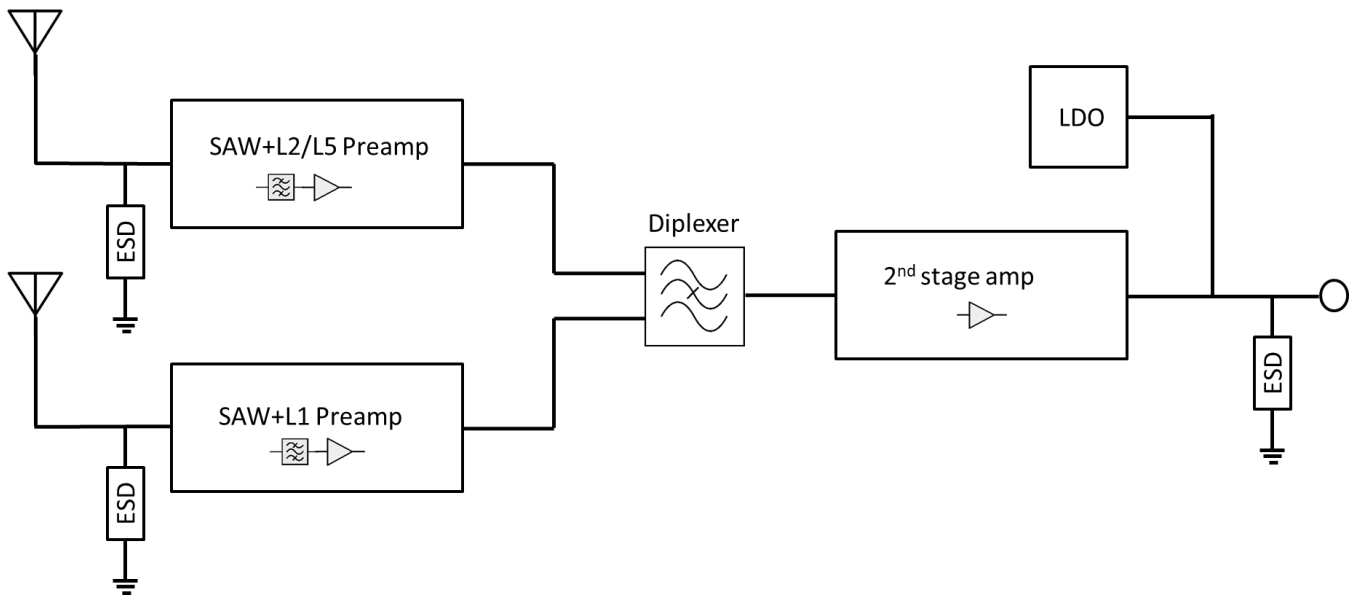 SAW+L2/L5 Preamp
ESD
SAW+L1 Preamp
ESD
Diplexer
2nd stage amp
LDO
ESD